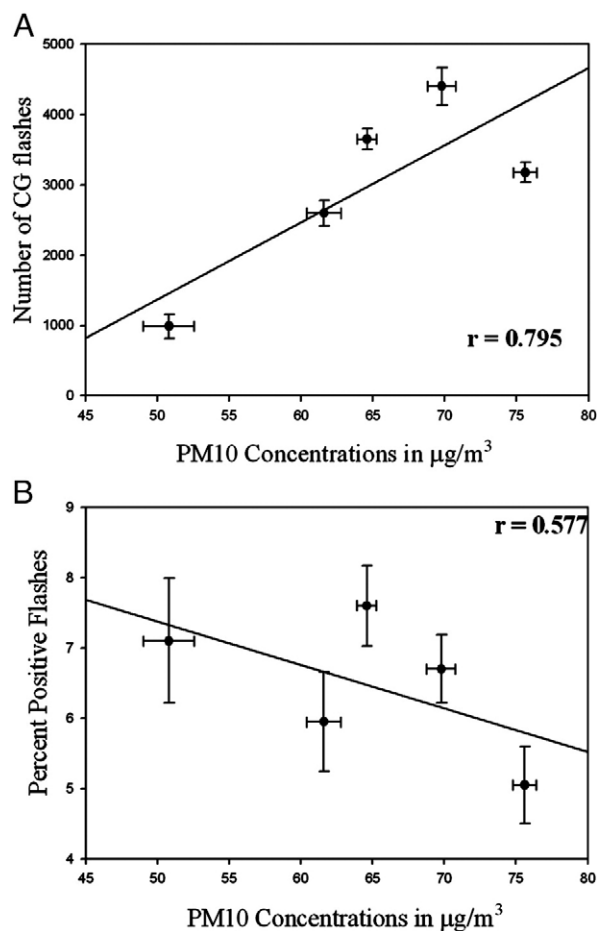 A
Number of CG flashes
5000
4000
3000
2000
1000
0
r = 0.795
45 50 55 60 65 70 75 80
PM10 Concentrations in μg/m³
B
Percent Positive Flashes
9
8
7
6
5
4
r = 0.577
45 50 55 60 65 70 75 80
PM10 Concentrations in μg/m³